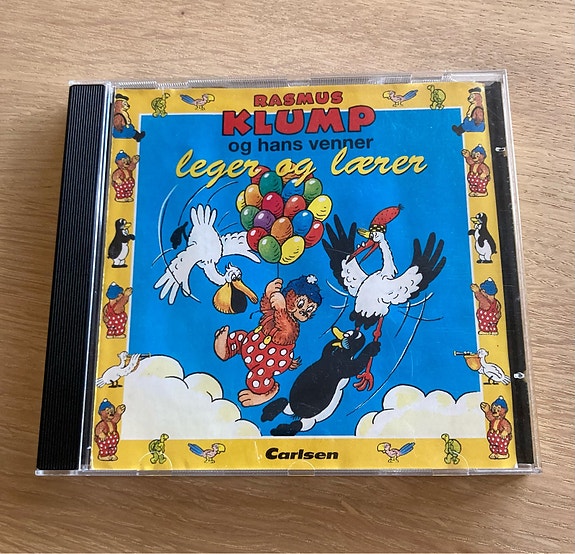 RASMUS
KLUMP
og hans venner
leger og lærer
Carlsen